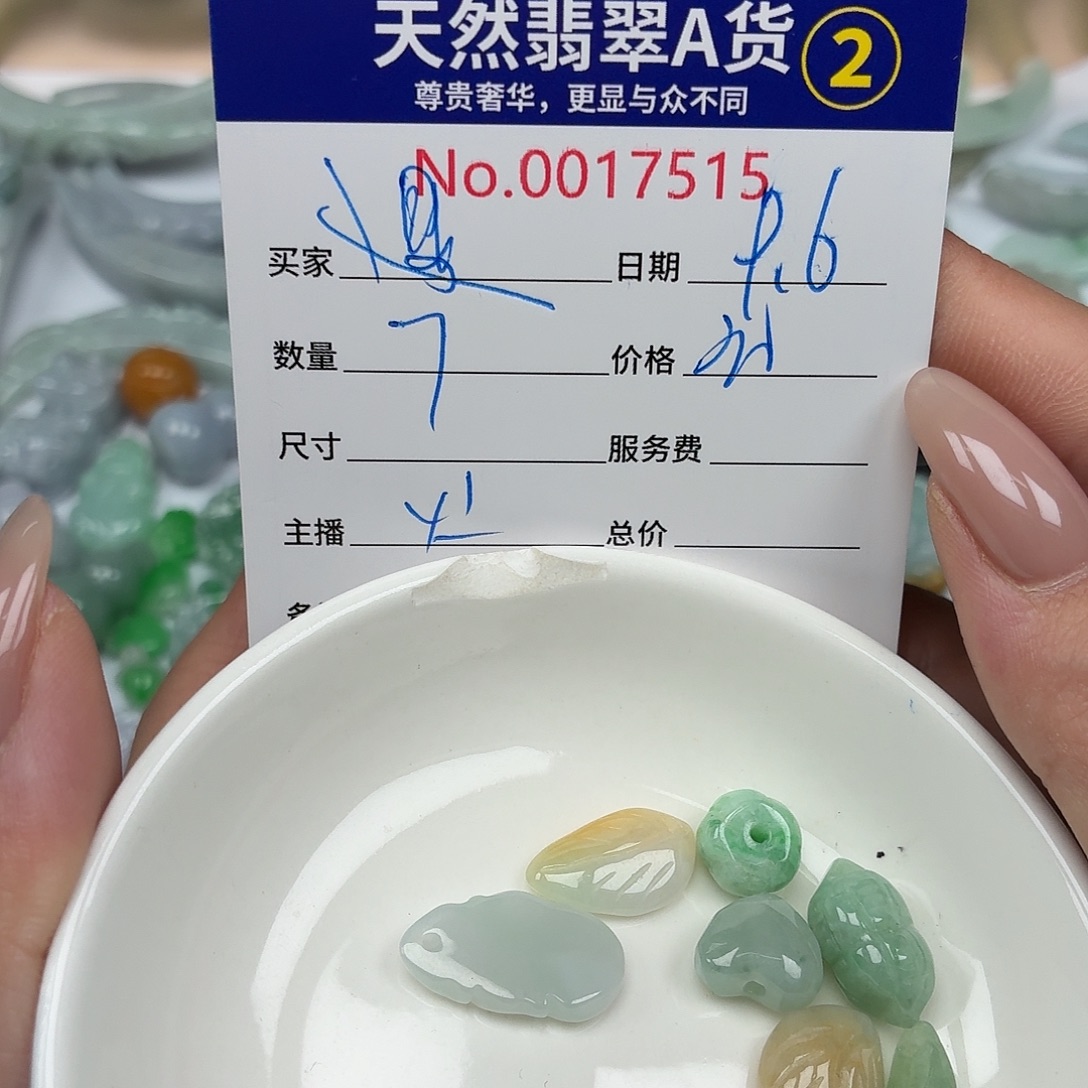 天然翡翠A货 2
尊贵奢华，更显与众不同
No.0017515
买家 日期 9.6
数量 7 价格
尺寸 服务费
主播 总价